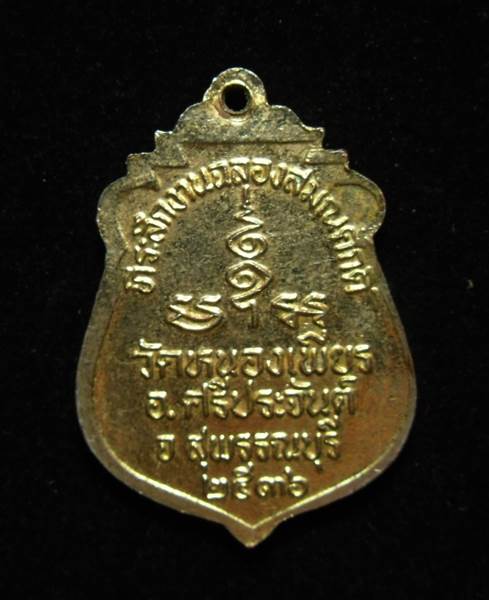 ที่ระลึกงานฉลองสมณศักดิ์
วัดหนองเพียร
อ.ศรีประจันต์
จ.สุพรรณบุรี
๒๕๓๖